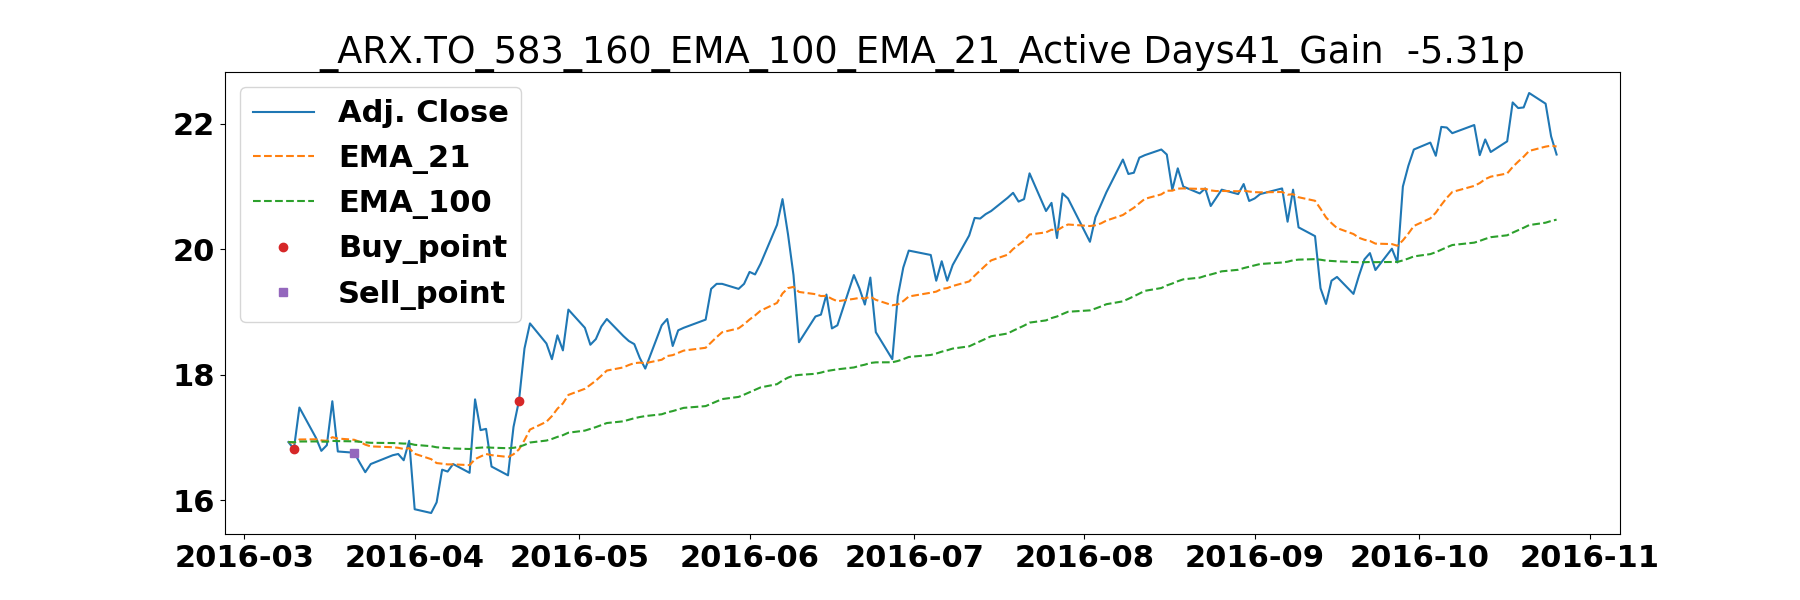 _ARX.TO_583_160_EMA_100_EMA_21_Active Days41_Gain  -5.31p
Adj. Close
EMA_21
EMA_100
Buy_point
Sell_point
22
20
18
16
2016-03 2016-04 2016-05 2016-06 2016-07 2016-08 2016-09 2016-10 2016-11